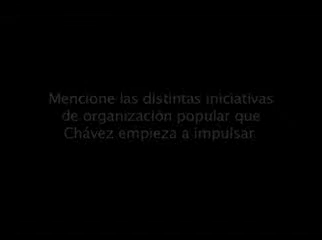 Mencione las distintas iniciativas
de organización popular que
Chávez empieza a impulsar